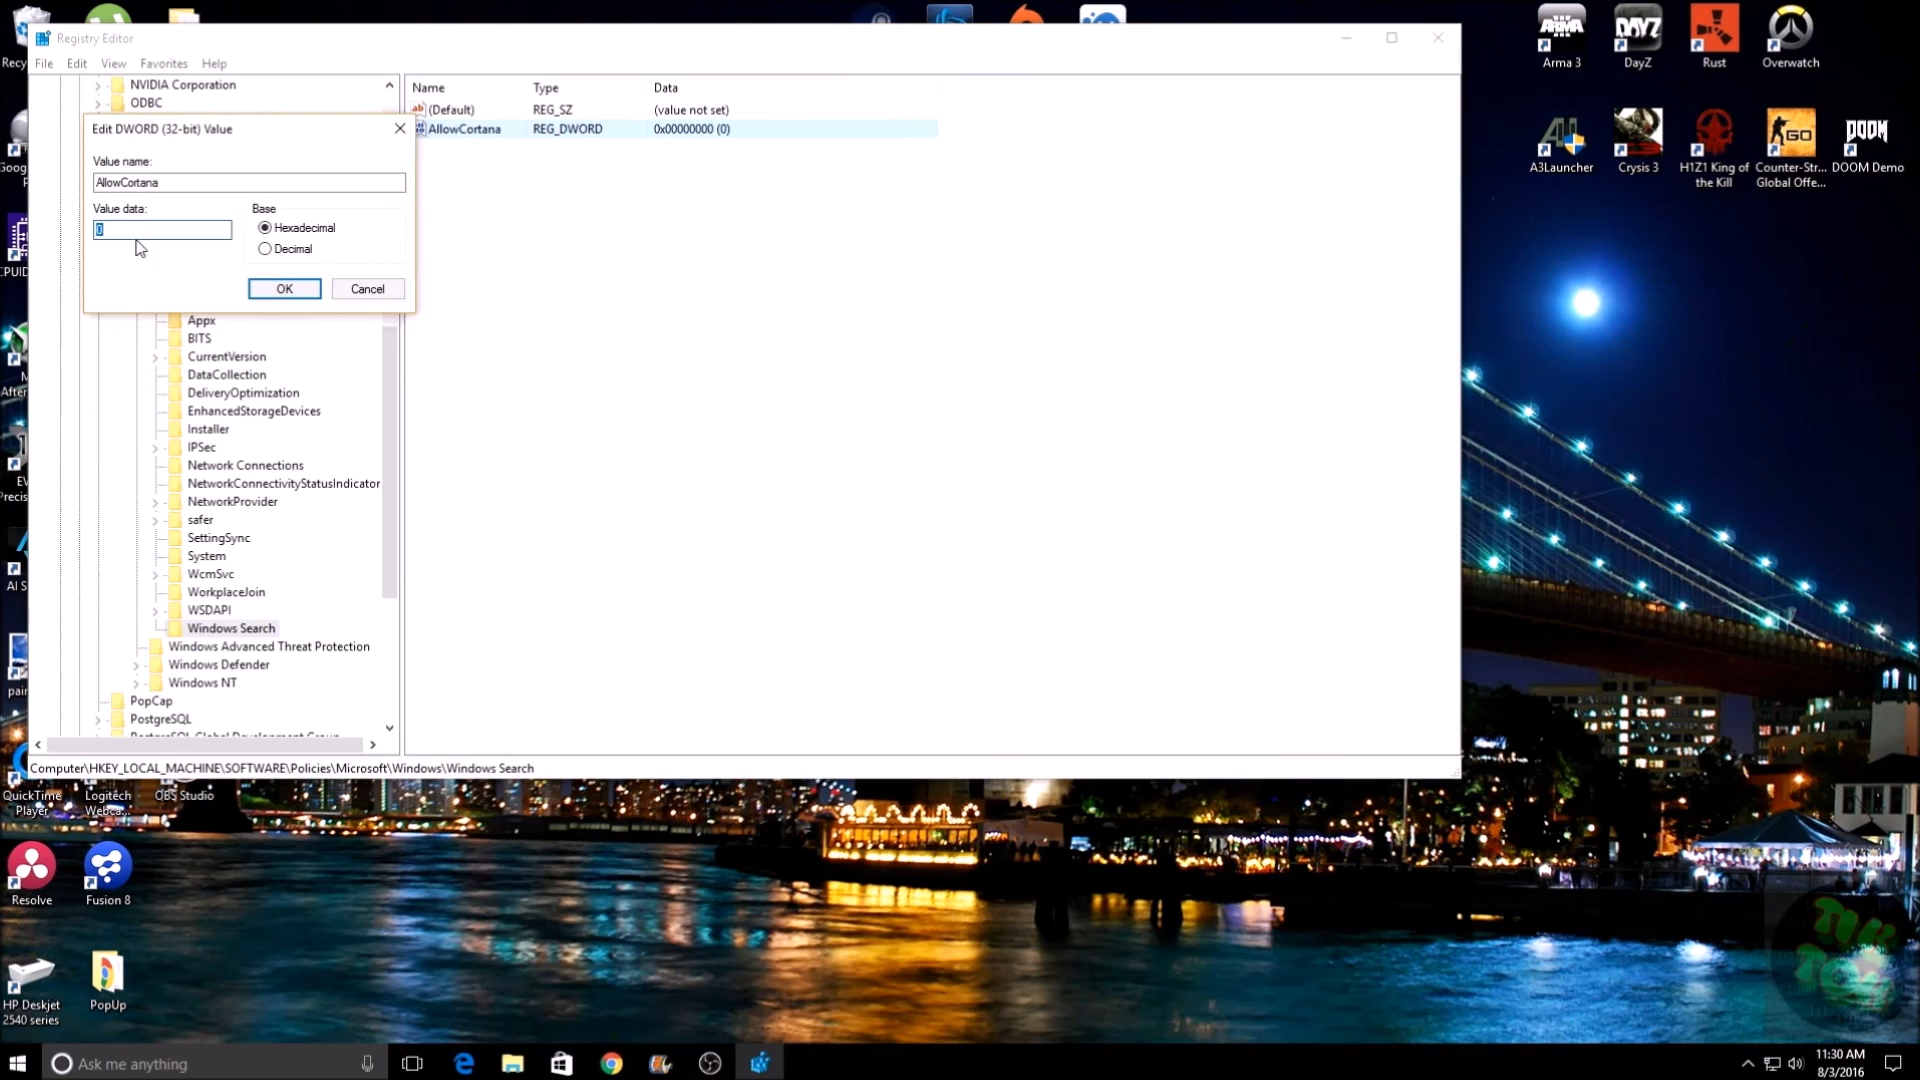 Registry Editor
File Edit View Favorites Help
NVIDIA Corporation
ODBC
Edit DWORD (32-bit) Value
Value name:
AllowCortana
Value data:
0
Base
Hexadecimal
Decimal
OK
Cancel
Appx
BITS
CurrentVersion
DataCollection
DeliveryOptimization
EnhancedStorageDevices
Installer
IPSec
Network Connections
NetworkConnectivityStatusIndicator
NetworkProvider
safer
SettingSync
System
WcmSvc
WorkplaceJoin
WSDAPI
Windows Search
Windows Advanced Threat Protection
Windows Defender
Windows NT
PopCap
PostgreSQL
PostgreSQL Global Development Group
Name Type Data
(Default) REG_SZ (value not set)
AllowCortana REG_DWORD 0x00000000 (0)
Computer\HKEY_LOCAL_MACHINE\SOFTWARE\Policies\Microsoft\Windows\Windows Search
Arma 3
DayZ
Rust
Overwatch
A3Launcher
Crysis 3
H1Z1 King of
the Kill
Counter-Str...
Global Offe...
DOOM
DOOM Demo
QuickTime
Player
Logitech
Webca...
OBS Studio
Resolve
Fusion 8
HP Deskjet
2540 series
PopUp
Ask me anything
11:30 AM
8/3/2016